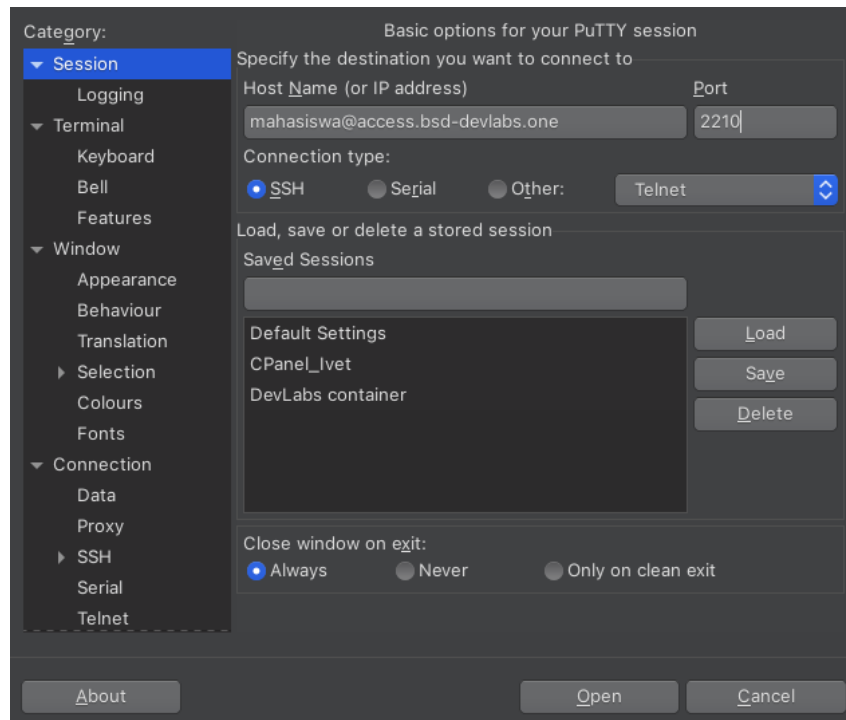 Category:
Session
Logging
Terminal
Keyboard
Bell
Features
Window
Appearance
Behaviour
Translation
Selection
Colours
Fonts
Connection
Data
Proxy
SSH
Serial
Telnet
Basic options for your PuTTY session
Specify the destination you want to connect to
Host Name (or IP address) Port
mahasiswa@access.bsd-devlabs.one 2210
Connection type:
SSH Serial Other: Telnet
Load, save or delete a stored session
Saved Sessions
Default Settings
CPanel_Ivet
DevLabs container
Load
Save
Delete
Close window on exit:
Always Never Only on clean exit
About Open Cancel